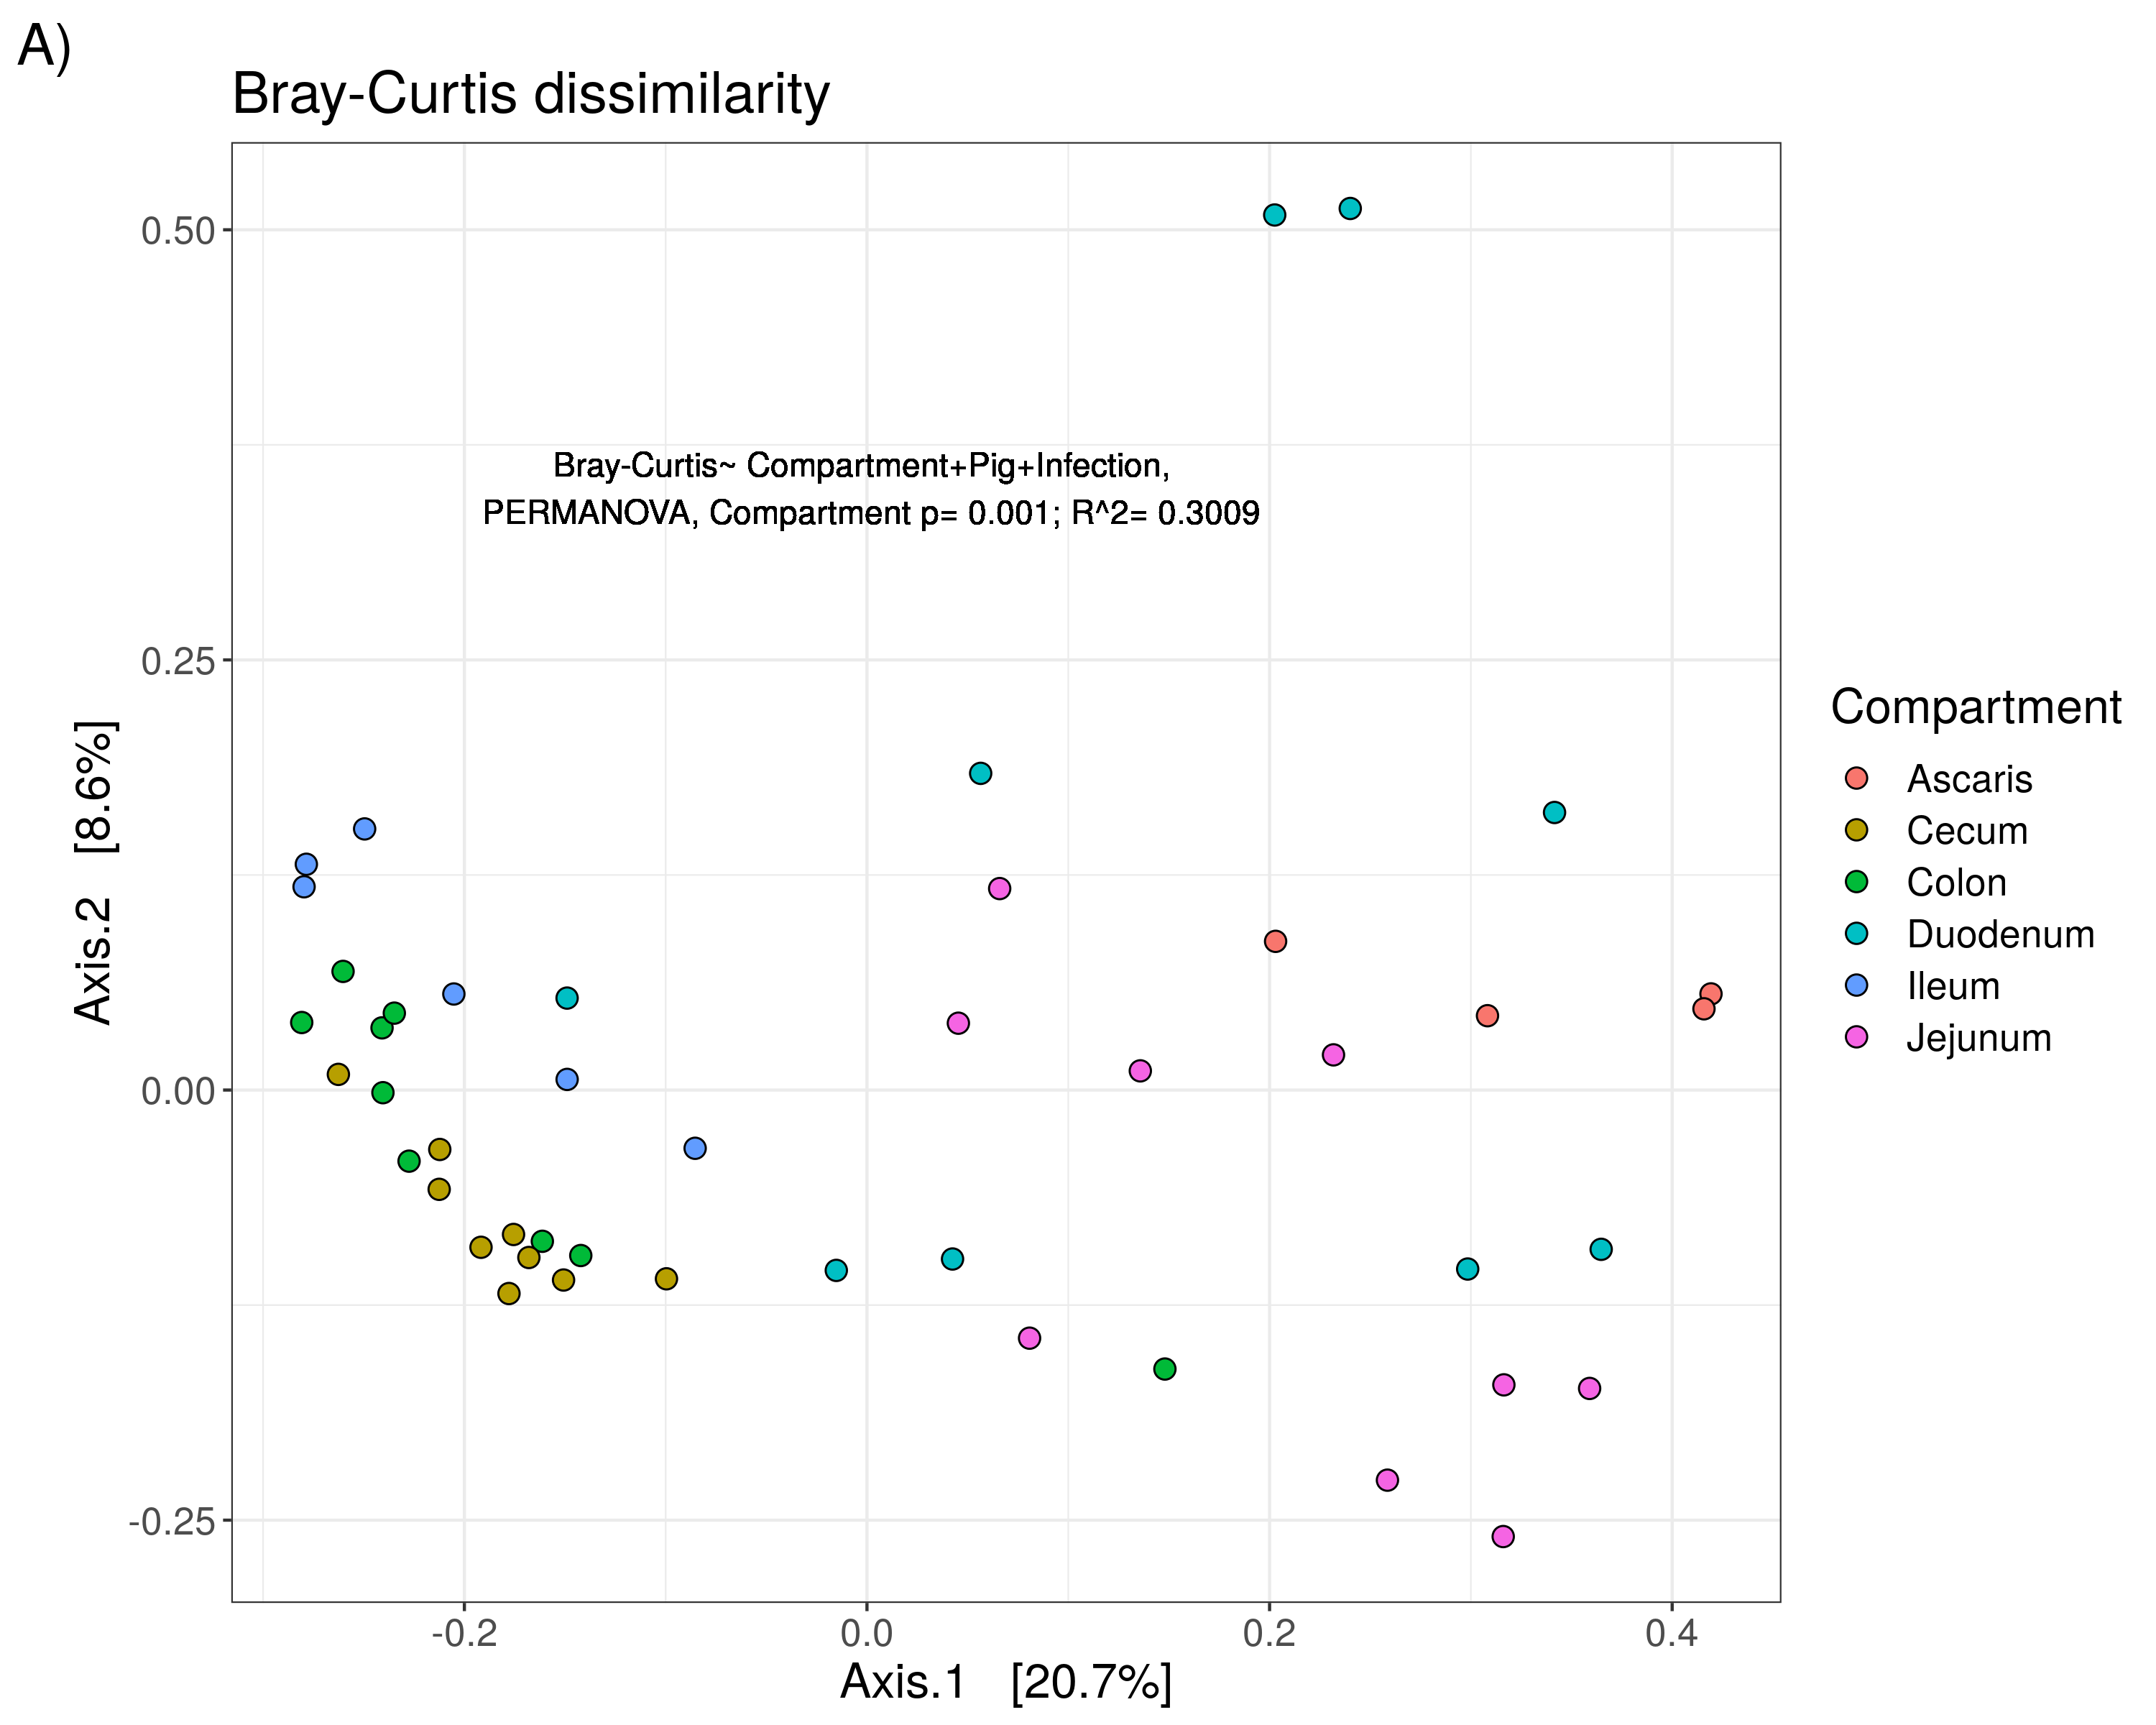 A)
Bray-Curtis dissimilarity
0.50
Bray-Curtis~ Compartment+Pig+Infection,
PERMANOVA, Compartment p= 0.001; R^2= 0.3009
0.25
0.00
-0.25
Axis.2 [8.6%]
-0.2 0.0 0.2 0.4
Axis.1 [20.7%]
Compartment
Ascaris
Cecum
Colon
Duodenum
Ileum
Jejunum